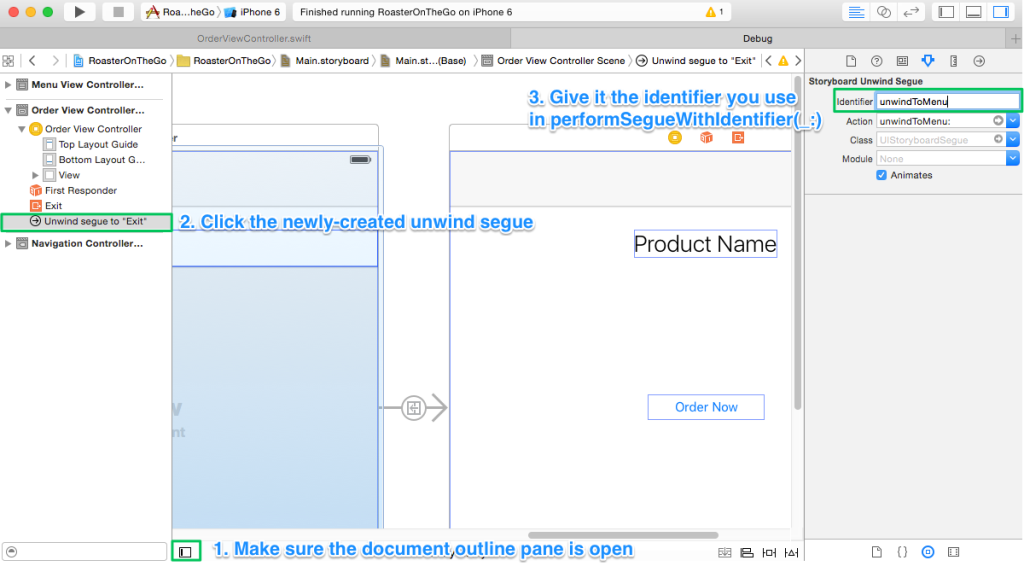 Roa...heGo
iPhone 6
Finished running RoasterOnTheGo on iPhone 6
1
OrderViewController.swift
Debug
RoasterOnTheGo
RoasterOnTheGo
Main.storyboard
Main.st...(Base)
Order View Controller Scene
Unwind segue to "Exit"
Menu View Controller...
Order View Controller...
Order View Controller
Top Layout Guide
Bottom Layout G...
View
First Responder
Exit
Unwind segue to "Exit"
Navigation Controller...
3. Give it the identifier you use
in performSegueWithIdentifier(_:)
2. Click the newly-created unwind segue
Product Name
Order Now
1. Make sure the document outline pane is open
Storyboard Unwind Segue
Identifier unwindToMenu
Action unwindToMenu:
Class UIStoryboardSegue
Module None
Animates